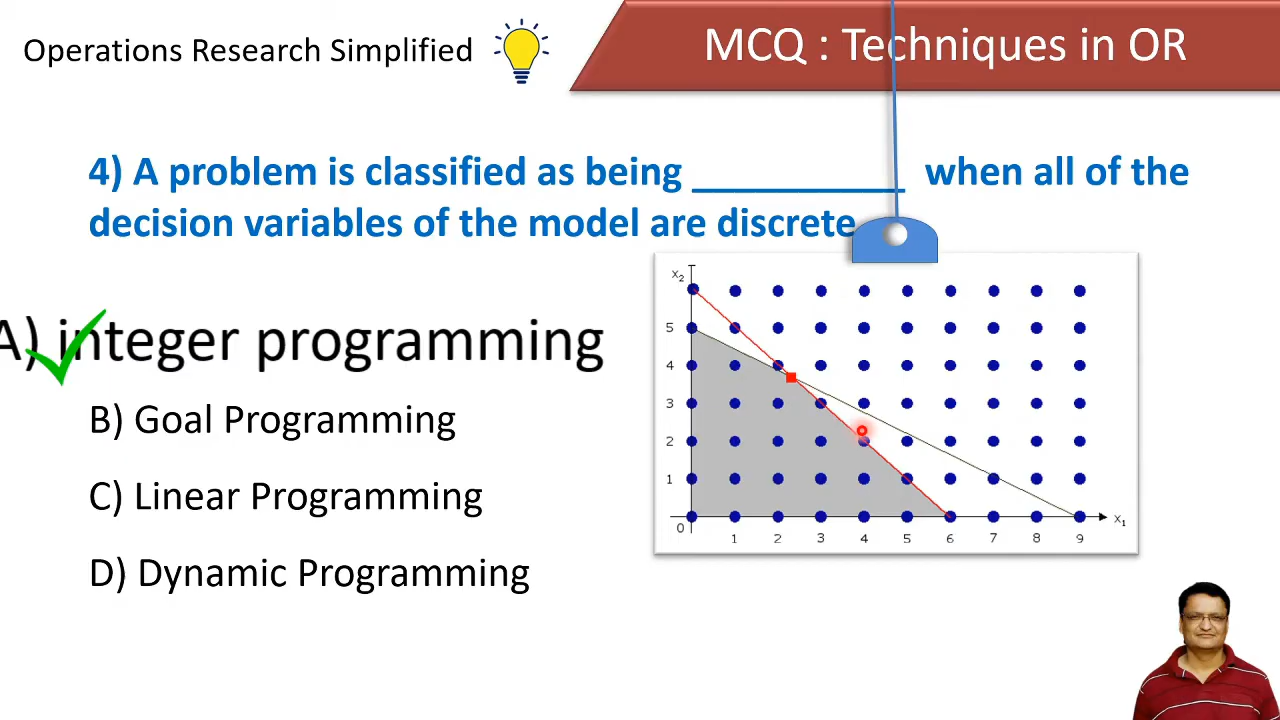 Operations Research Simplified
MCQ : Techniques in OR
4) A problem is classified as being __________ when all of the
decision variables of the model are discrete
A) integer programming
B) Goal Programming
C) Linear Programming
D) Dynamic Programming
x2
5
4
3
2
1
0
1 2 3 4 5 6 7 8 9
x1